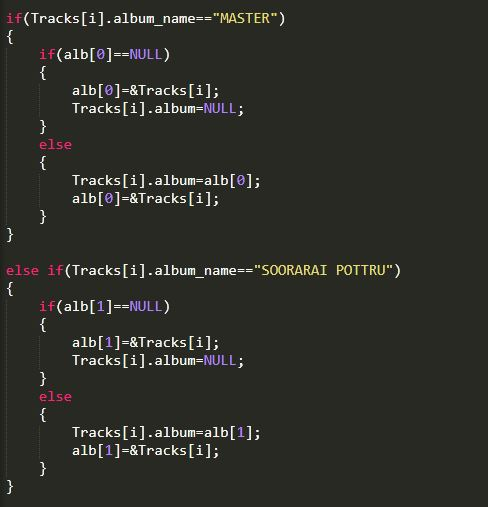 if(Tracks[i].album_name=="MASTER")
{
    if(alb[0]==NULL)
    {
        alb[0]=&Tracks[i];
        Tracks[i].album=NULL;
    }
    else
    {
        Tracks[i].album=alb[0];
        alb[0]=&Tracks[i];
    }
}

else if(Tracks[i].album_name=="SOORARAI POTTRU")
{
    if(alb[1]==NULL)
    {
        alb[1]=&Tracks[i];
        Tracks[i].album=NULL;
    }
    else
    {
        Tracks[i].album=alb[1];
        alb[1]=&Tracks[i];
    }
}